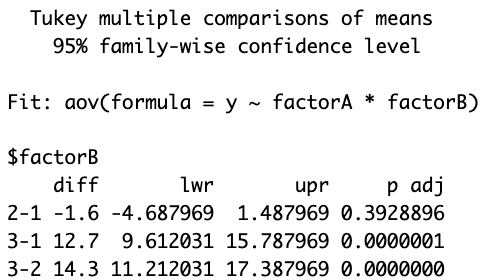 Tukey multiple comparisons of means
95% family-wise confidence level
Fit: aov(formula = y ~ factorA * factorB)
$factorB
diff lwr upr p adj
2-1 -1.6 -4.687969 1.487969 0.3928896
3-1 12.7 9.612031 15.787969 0.0000001
3-2 14.3 11.212031 17.387969 0.0000000